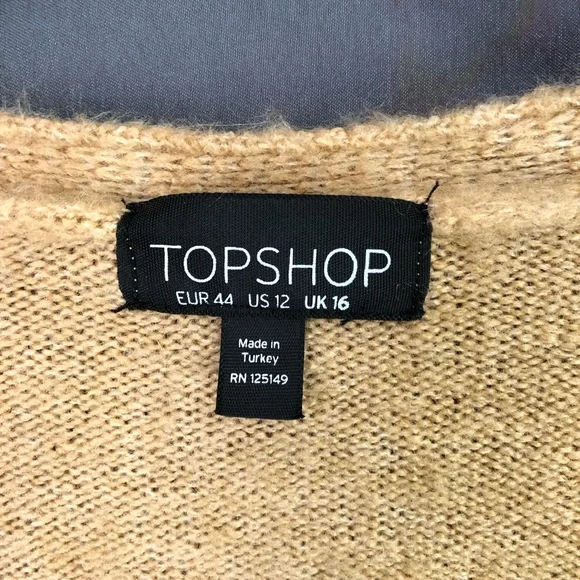 TOPSHOP
EUR 44 US 12 UK 16
Made in
Turkey
RN 125149